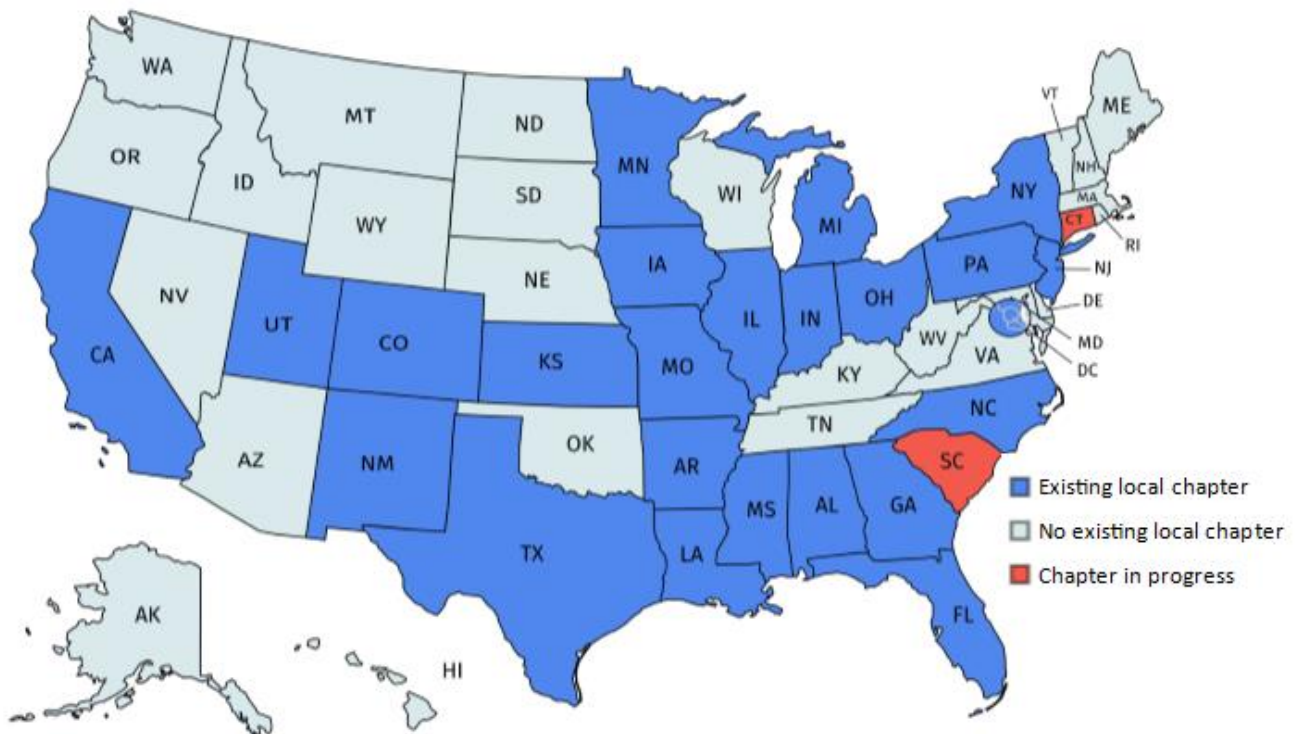 WA
MT
ND
MN
VT
ME
OR
ID
SD
WI
NH
NY
MA
WY
MI
CT
RI
IA
PA
NE
NJ
NV
IL
IN
OH
DE
UT
CO
WV
MD
CA
KS
MO
VA
DC
KY
NC
TN
AZ
OK
NM
AR
SC
Existing local chapter
MS
AL
GA
No existing local chapter
TX
LA
Chapter in progress
AK
FL
HI